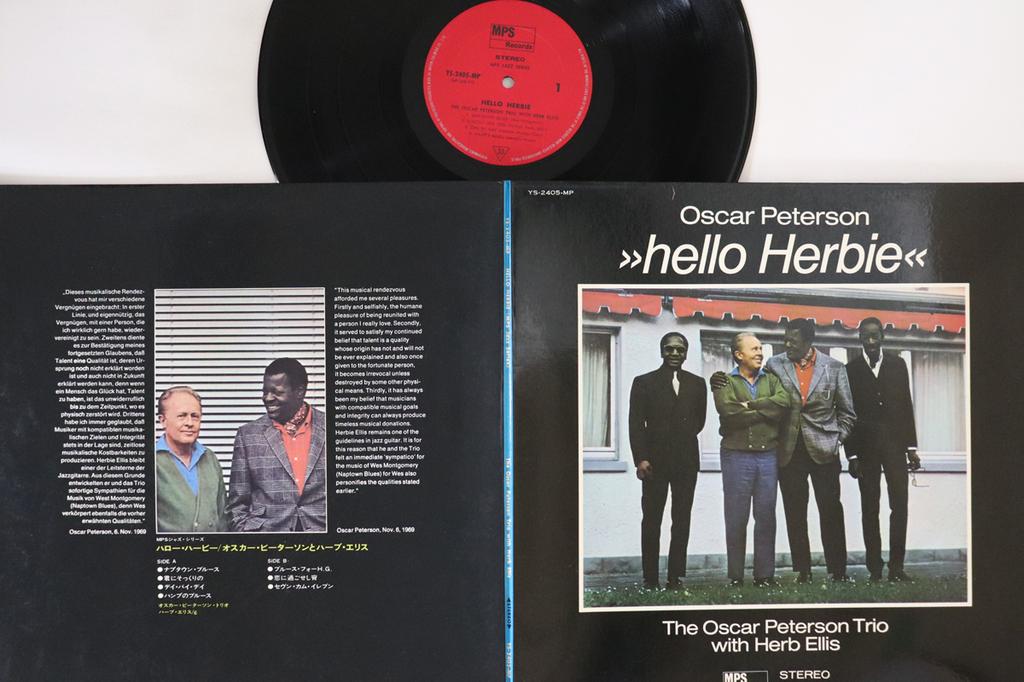 MPS
Records
STEREO
MPS JAZZ SERIES
YS-2405-MP
1
HELLO HERBIE
THE OSCAR PETERSON TRIO WITH HERB ELLIS
33
„Dieses musikalische Rendez-
vous hat mir verschiedene
Vergnügen eingebracht: In erster
Linie, und eigennützig, das
Vergnügen, mit einer Person, die
ich wirklich gern habe, wieder-
vereinigt zu sein. Zweitens diente
es zur Bestätigung meines
fortgesetzten Glaubens, daß
Talent eine Qualität ist, deren Ur-
sprung noch nicht erklärt worden
ist und auch nicht in Zukunft
erklärt werden kann, denn wenn
ein Mensch das Glück hat, Talent
zu haben, ist das unwiderruflich
bis zu dem Zeitpunkt, wo es
physisch zerstört wird. Drittens
habe ich immer geglaubt, daß
Musiker mit kompatiblen musika-
lischen Zielen und Integrität
stets in der Lage sind, zeitlose
musikalische Kostbarkeiten zu
produzieren. Herbie Ellis bleibt
einer der Leitsterne der
Jazzgitarre. Aus diesem Grunde
entwickelten er und das Trio
sofortige Sympathien für die
Musik von West Montgomery
(Naptown Blues), denn Wes
verkörpert ebenfalls die vorher
erwähnten Qualitäten."
Oscar Peterson, 6. Nov. 1969
"This musical rendezvous
afforded me several pleasures.
Firstly and selfishly, the humane
pleasure of being reunited with
a person I really love. Secondly,
it served to satisfy my continued
belief that talent is a quality
whose origin has not and will not
be ever explained and also once
given to the fortunate person,
it becomes irrevocal unless
destroyed by some other physi-
cal means. Thirdly, it has always
been my belief that musicians
with compatible musical goals
and integrity can always produce
timeless musical donations.
Herbie Ellis remains one of the
guidelines in jazz guitar. It is for
this reason that he and the Trio
felt an immediate 'sympatico' for
the music of Wes Montgomery
(Naptown Blues) for Wes also
personifies the qualities stated
earlier."
Oscar Peterson, Nov. 6, 1969
MPSジャズ・シリーズ
ハロー・ハービー/オスカー・ピーターソンとハーブ・エリス
SIDE A
●ナプタウン・ブルース
●君にそっくりの
●デイ・バイ・デイ
●ハンプのブルース
SIDE B
●ブルース・フォー・H.G.
●恋に過ごせし宵
●セヴン・カム・イレブン
オスカー・ピーターソン・トリオ
ハーブ・エリス/g
YS-2405-MP HELLO HERBIE The Oscar Peterson Trio with Herb Ellis
YS-2405-MP
Oscar Peterson
»hello Herbie«
The Oscar Peterson Trio
with Herb Ellis
MPS
STEREO